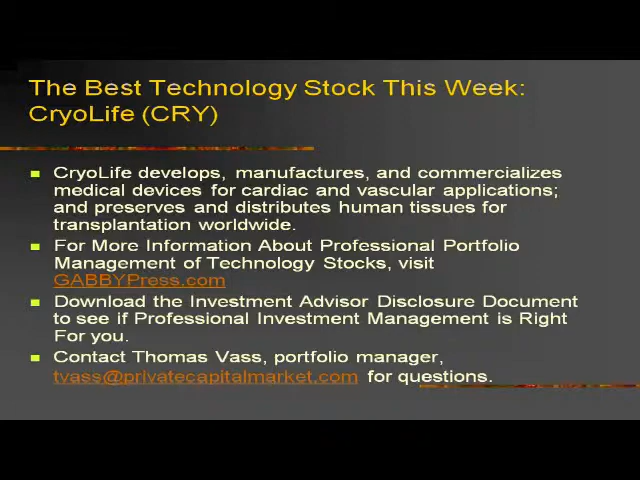 The Best Technology Stock This Week:
CryoLife (CRY)
CryoLife develops, manufactures, and commercializes
medical devices for cardiac and vascular applications;
and preserves and distributes human tissues for
transplantation worldwide.
For More Information About Professional Portfolio
Management of Technology Stocks, visit
GABBYPress.com
Download the Investment Advisor Disclosure Document
to see if Professional Investment Management is Right
For you.
Contact Thomas Vass, portfolio manager,
tvass@privatecapitalmarket.com for questions.